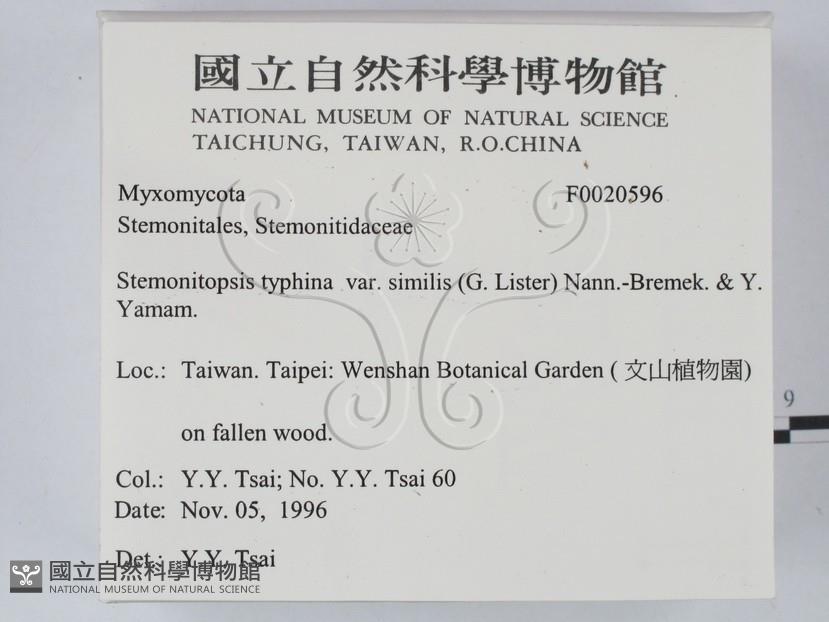 國立自然科學博物館
NATIONAL MUSEUM OF NATURAL SCIENCE
TAICHUNG, TAIWAN, R.O.CHINA
Myxomycota F0020596
Stemonitales, Stemonitidaceae
Stemonitopsis typhina var. similis (G. Lister) Nann.-Bremek. & Y.
Yamam.
Loc.: Taiwan. Taipei: Wenshan Botanical Garden ( 文山植物園)
on fallen wood.
9
Col.: Y.Y. Tsai; No. Y.Y. Tsai 60
Date: Nov. 05, 1996
Det.: Y.Y. Tsai
國立自然科學博物館
NATIONAL MUSEUM OF NATURAL SCIENCE